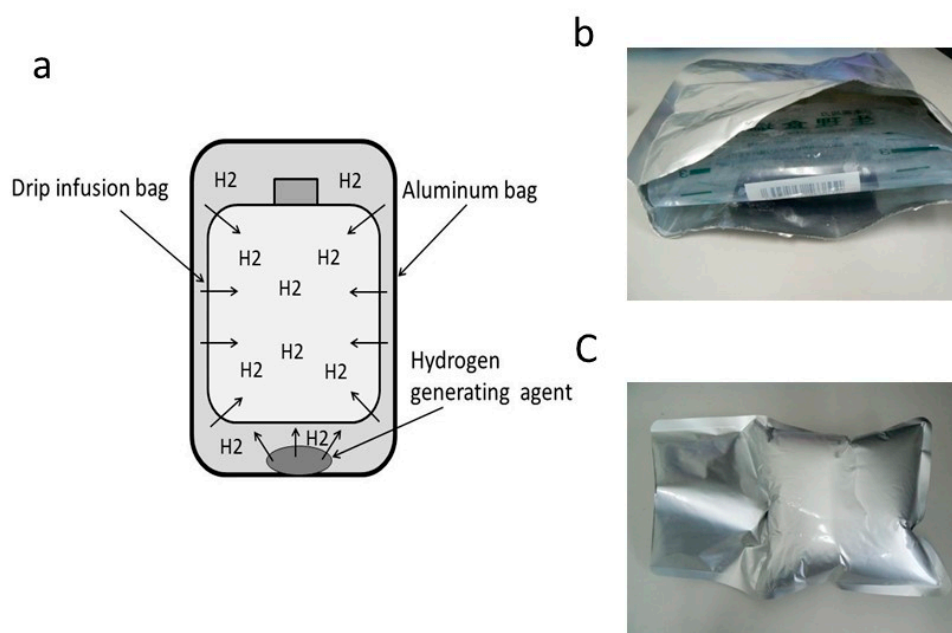 a
Drip infusion bag
H2
H2
Aluminum bag
H2
H2
H2
H2
H2
H2
Hydrogen
generating agent
H2
H2
b
C